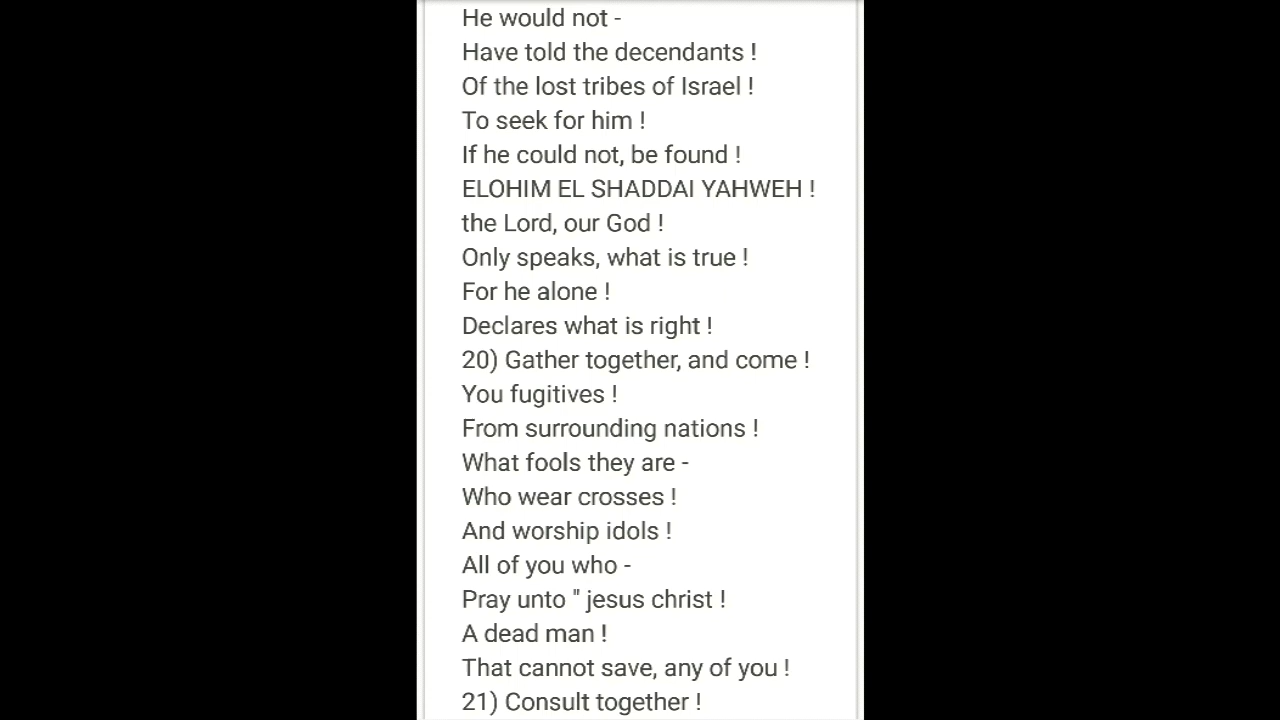 He would not -
Have told the decendants !
Of the lost tribes of Israel !
To seek for him !
If he could not, be found !
ELOHIM EL SHADDAI YAHWEH !
the Lord, our God !
Only speaks, what is true !
For he alone !
Declares what is right !
20) Gather together, and come !
You fugitives !
From surrounding nations !
What fools they are -
Who wear crosses !
And worship idols !
All of you who -
Pray unto " jesus christ !
A dead man !
That cannot save, any of you !
21) Consult together !